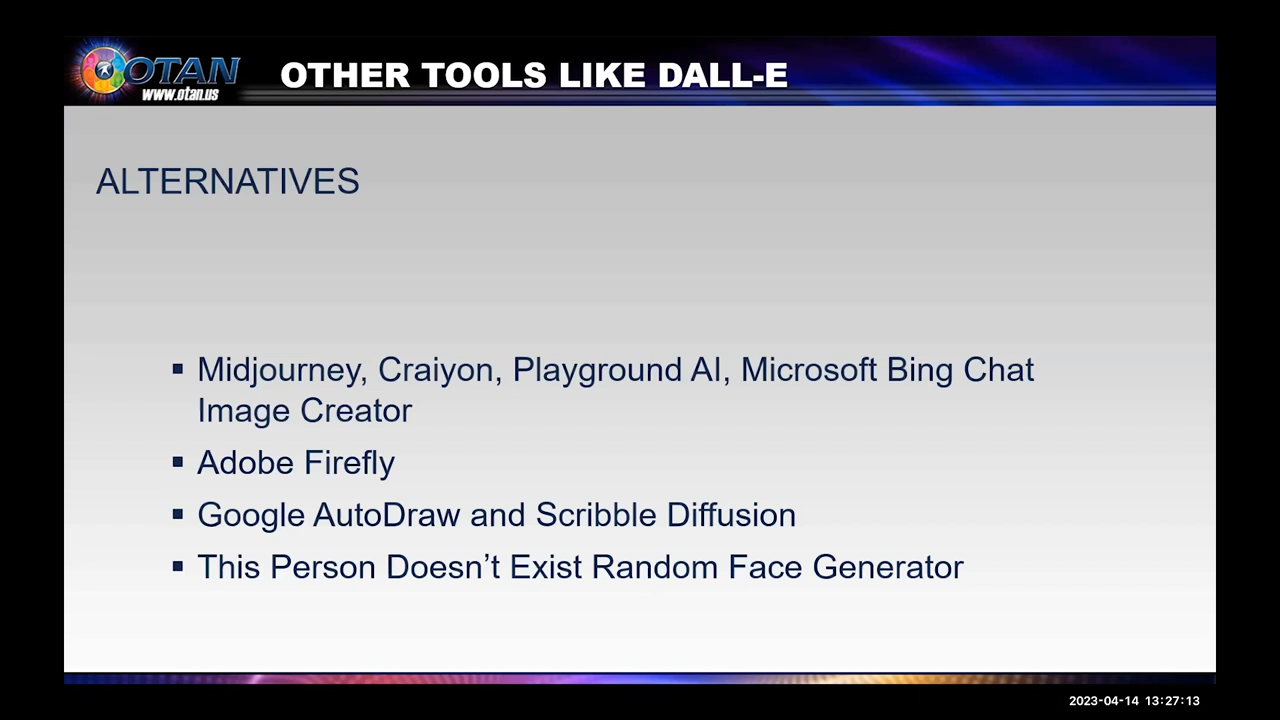 OTAN
www.otan.us
OTHER TOOLS LIKE DALL-E
ALTERNATIVES
▪ Midjourney, Craiyon, Playground AI, Microsoft Bing Chat
Image Creator
▪ Adobe Firefly
▪ Google AutoDraw and Scribble Diffusion
▪ This Person Doesn’t Exist Random Face Generator
2023-04-14 13:27:13